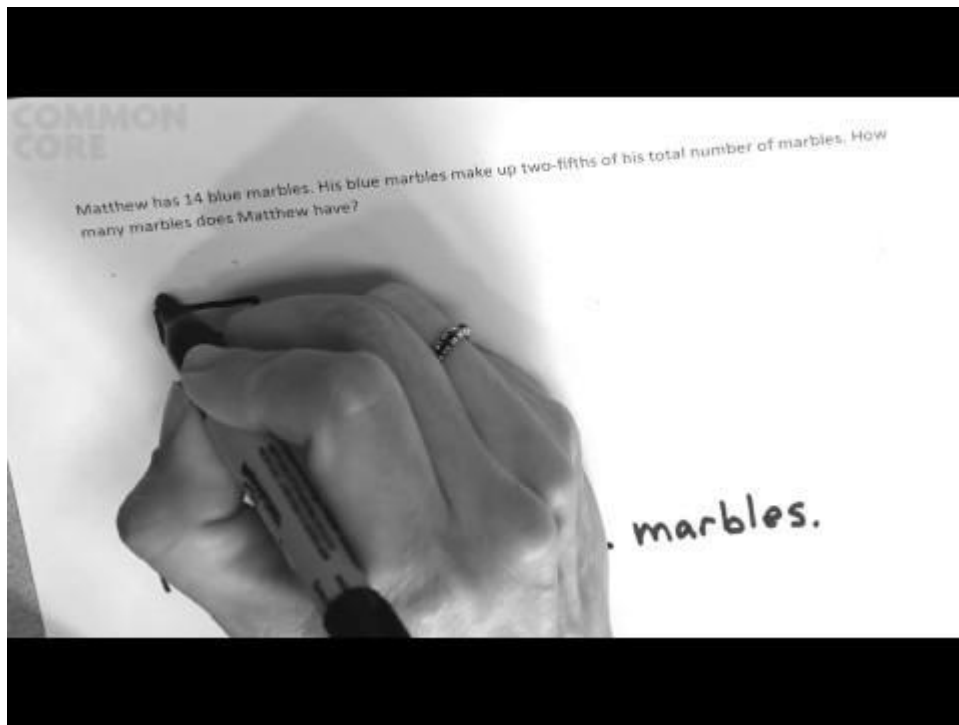 COMMON
CORE
Matthew has 14 blue marbles. His blue marbles make up two-fifths of his total number of marbles. How
many marbles does Matthew have?
marbles.